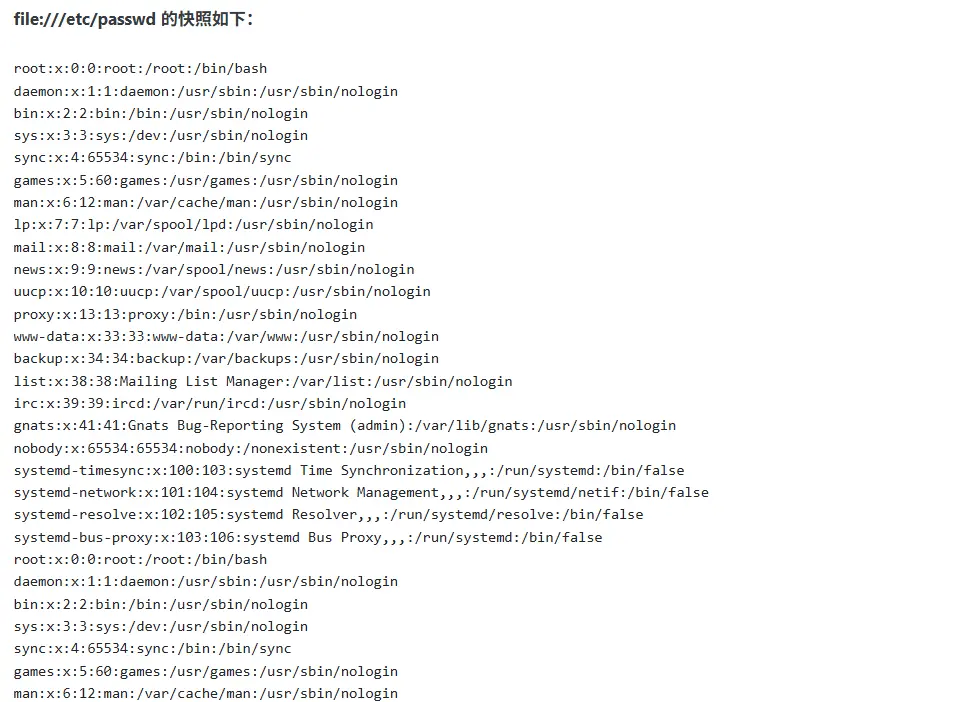 file:///etc/passwd 的快照如下：
root:x:0:0:root:/root:/bin/bash
daemon:x:1:1:daemon:/usr/sbin:/usr/sbin/nologin
bin:x:2:2:bin:/bin:/usr/sbin/nologin
sys:x:3:3:sys:/dev:/usr/sbin/nologin
sync:x:4:65534:sync:/bin:/bin/sync
games:x:5:60:games:/usr/games:/usr/sbin/nologin
man:x:6:12:man:/var/cache/man:/usr/sbin/nologin
lp:x:7:7:lp:/var/spool/lpd:/usr/sbin/nologin
mail:x:8:8:mail:/var/mail:/usr/sbin/nologin
news:x:9:9:news:/var/spool/news:/usr/sbin/nologin
uucp:x:10:10:uucp:/var/spool/uucp:/usr/sbin/nologin
proxy:x:13:13:proxy:/bin:/usr/sbin/nologin
www-data:x:33:33:www-data:/var/www:/usr/sbin/nologin
backup:x:34:34:backup:/var/backups:/usr/sbin/nologin
list:x:38:38:Mailing List Manager:/var/list:/usr/sbin/nologin
irc:x:39:39:ircd:/var/run/ircd:/usr/sbin/nologin
gnats:x:41:41:Gnats Bug-Reporting System (admin):/var/lib/gnats:/usr/sbin/nologin
nobody:x:65534:65534:nobody:/nonexistent:/usr/sbin/nologin
systemd-timesync:x:100:103:systemd Time Synchronization,,,:/run/systemd:/bin/false
systemd-network:x:101:104:systemd Network Management,,,:/run/systemd/netif:/bin/false
systemd-resolve:x:102:105:systemd Resolver,,,:/run/systemd/resolve:/bin/false
systemd-bus-proxy:x:103:106:systemd Bus Proxy,,,:/run/systemd:/bin/false
root:x:0:0:root:/root:/bin/bash
daemon:x:1:1:daemon:/usr/sbin:/usr/sbin/nologin
bin:x:2:2:bin:/bin:/usr/sbin/nologin
sys:x:3:3:sys:/dev:/usr/sbin/nologin
sync:x:4:65534:sync:/bin:/bin/sync
games:x:5:60:games:/usr/games:/usr/sbin/nologin
man:x:6:12:man:/var/cache/man:/usr/sbin/nologin